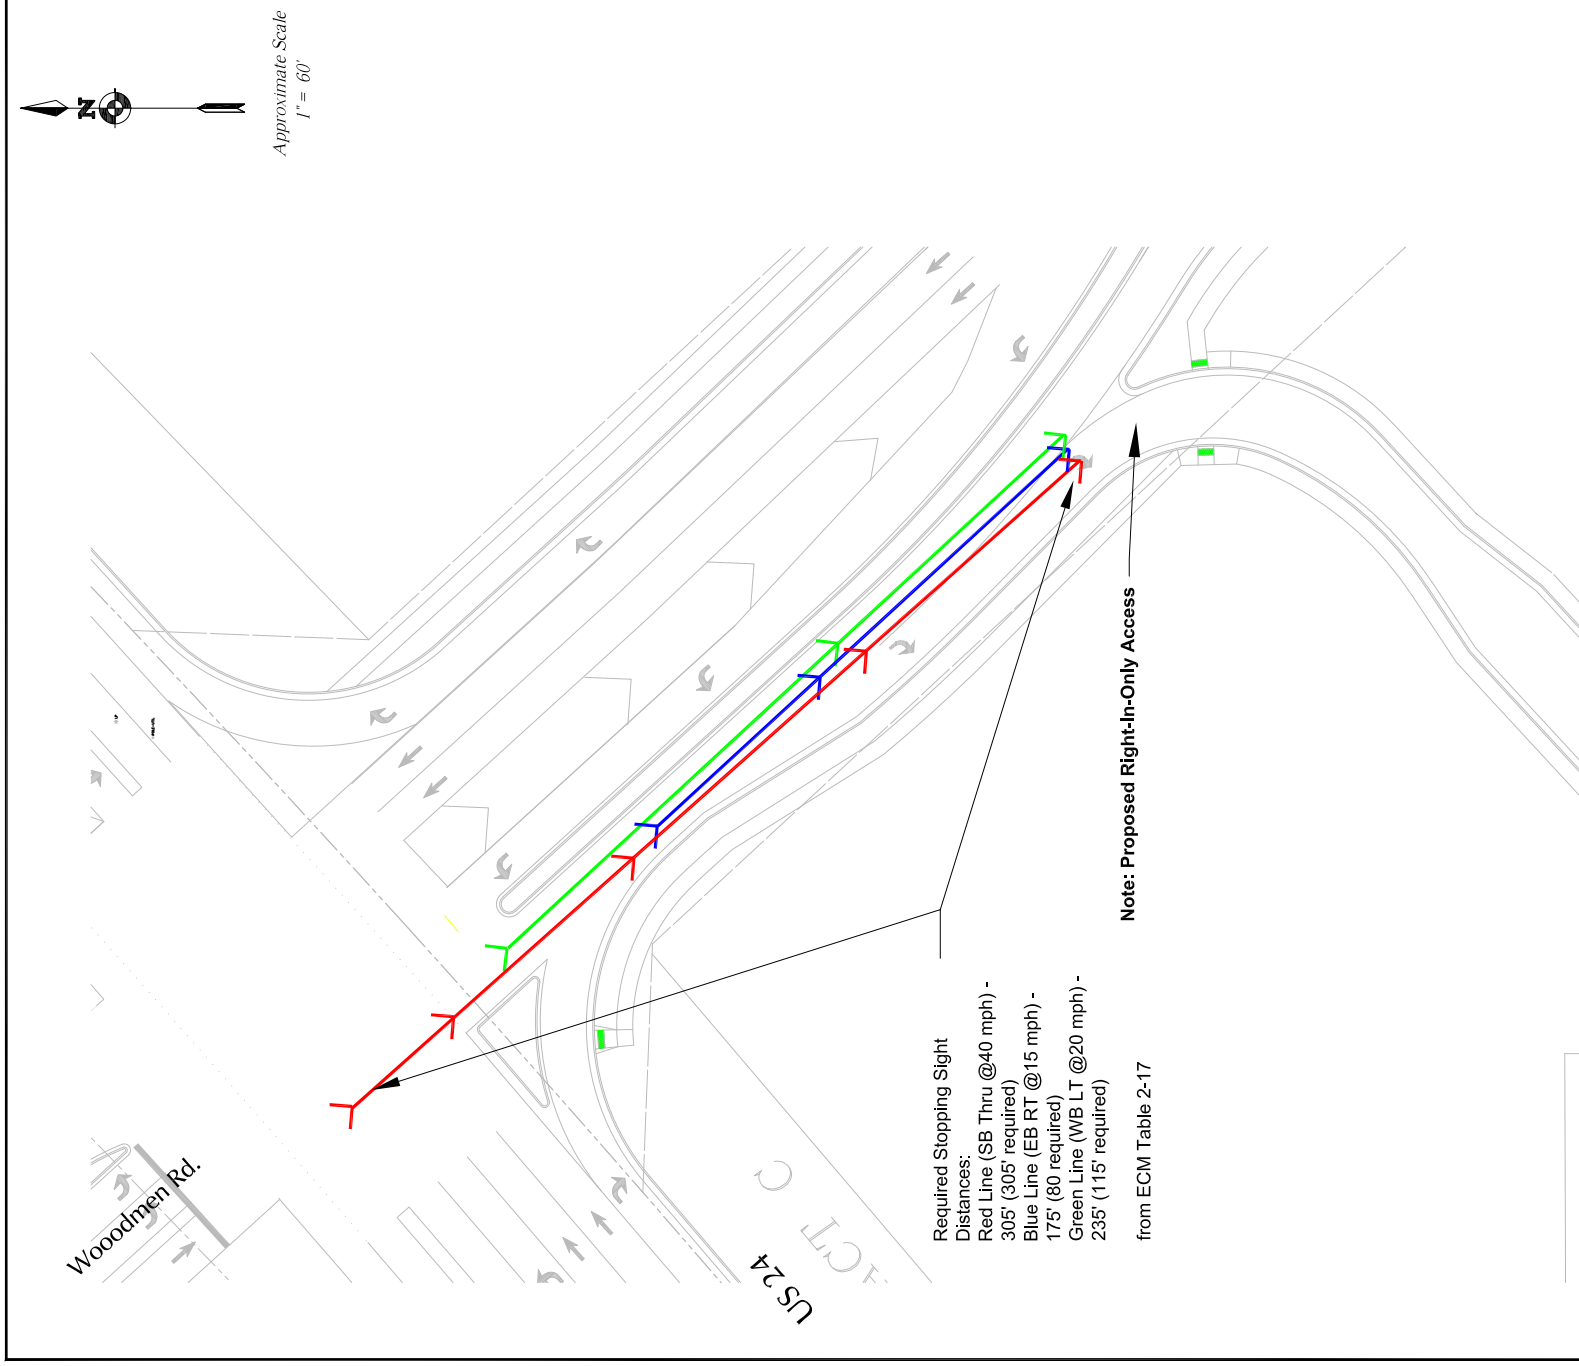 N
Approximate Scale
1" = 60'
Wooodmen Rd.
US 24
Required Stopping Sight
Distances:
Red Line (SB Thru @40 mph) -
305' (305' required)
Blue Line (EB RT @15 mph) -
175' (80 required)
Green Line (WB LT @20 mph) -
235' (115' required)
from ECM Table 2-17
Note: Proposed Right-In-Only Access